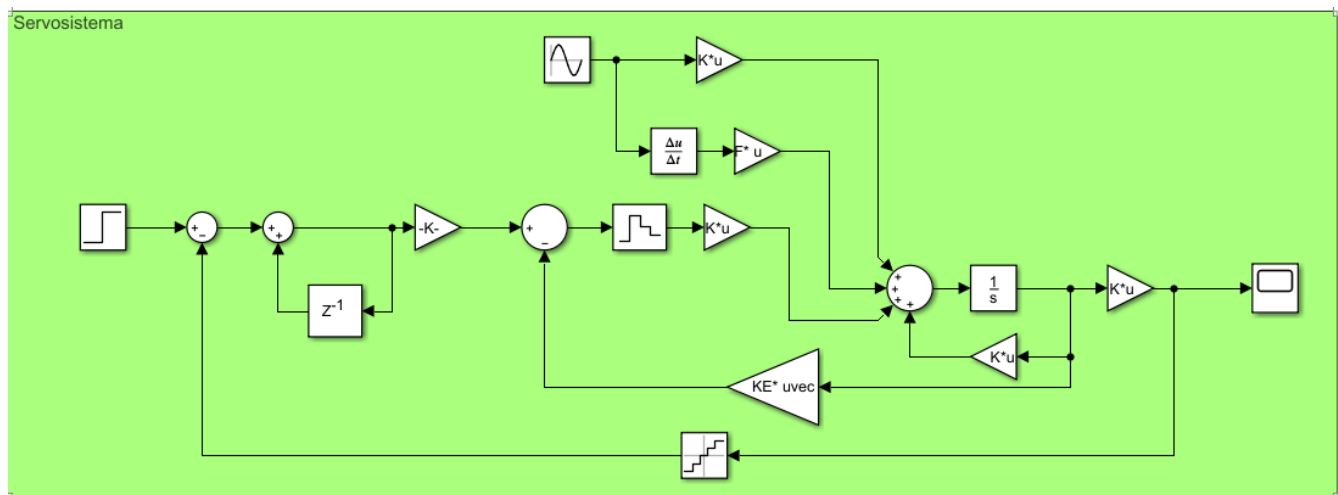 Servosistema
K*u
Δu
Δt
F* u
-K-
K*u
Z-1
1
s
K*u
K*u
KE* uvec